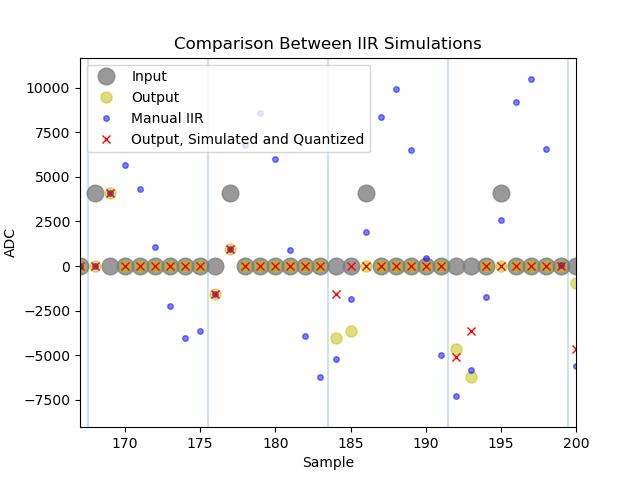 Comparison Between IIR Simulations
Input
Output
Manual IIR
Output, Simulated and Quantized
10000
7500
5000
2500
0
−2500
−5000
−7500
ADC
170
175
180
185
190
195
200
Sample